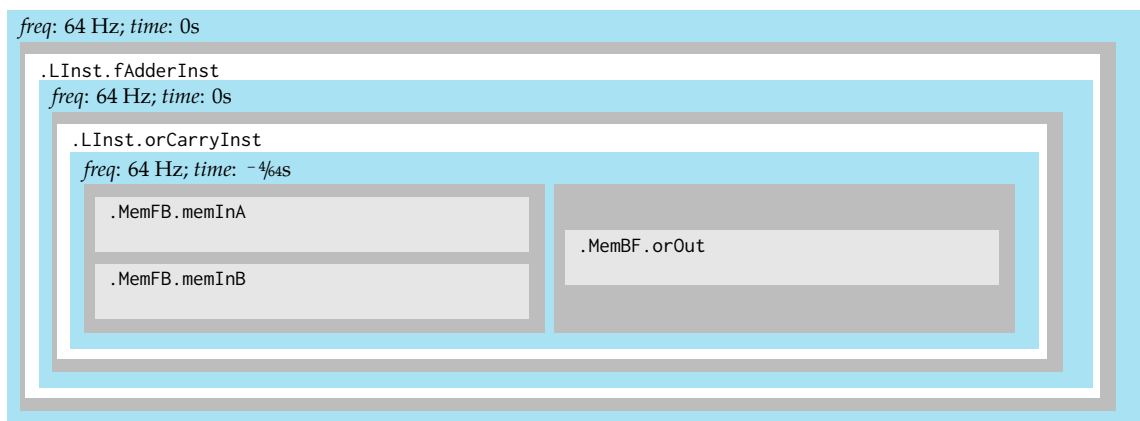 freq: 64 Hz; time: 0s
.LInst.fAdderInst
freq: 64 Hz; time: 0s
.LInst.orCarryInst
freq: 64 Hz; time: −4/64s
.MemFB.memInA
.MemBF.orOut
.MemFB.memInB